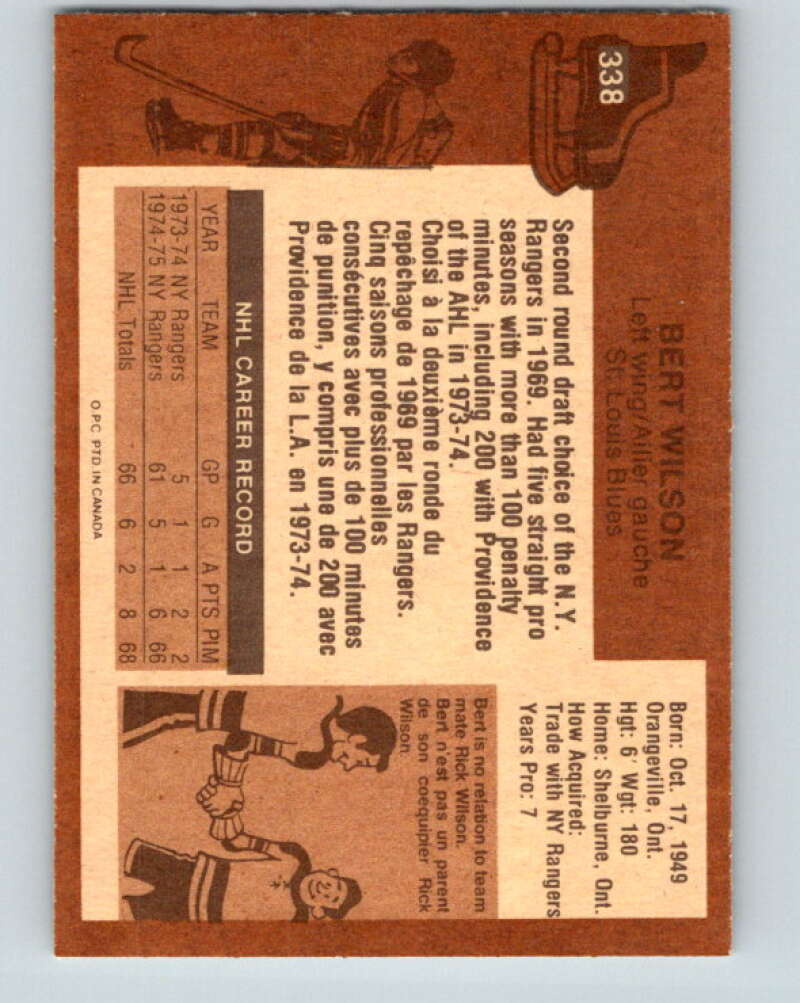 338
BERT WILSON
Left wing/Ailier gauche
St. Louis Blues
Born: Oct. 17, 1949
Orangeville, Ont.
Hgt: 6' Wgt: 180
Home: Shelburne, Ont.
How Acquired:
Trade with NY Rangers
Years Pro: 7
Second round draft choice of the N.Y.
Rangers in 1969. Had five straight pro
seasons with more than 100 penalty
minutes, including 200 with Providence
of the AHL in 1973-74.
Choisi à la deuxième ronde du
repêchage de 1969 par les Rangers.
Cinq saisons professionnelles
consécutives avec plus de 100 minutes
de punition, y compris une de 200 avec
Providence de la L.A. en 1973-74.
NHL CAREER RECORD
YEAR TEAM GP G A PTS PIM
1973-74 NY Rangers 5 1 1 2 2
1974-75 NY Rangers 61 5 1 6 66
NHL Totals 66 6 2 8 68
Bert is no relation to team
mate Rick Wilson.
Bert n'est pas un parent
de son coequipier Rick
Wilson
O.P.C. PTD. IN CANADA